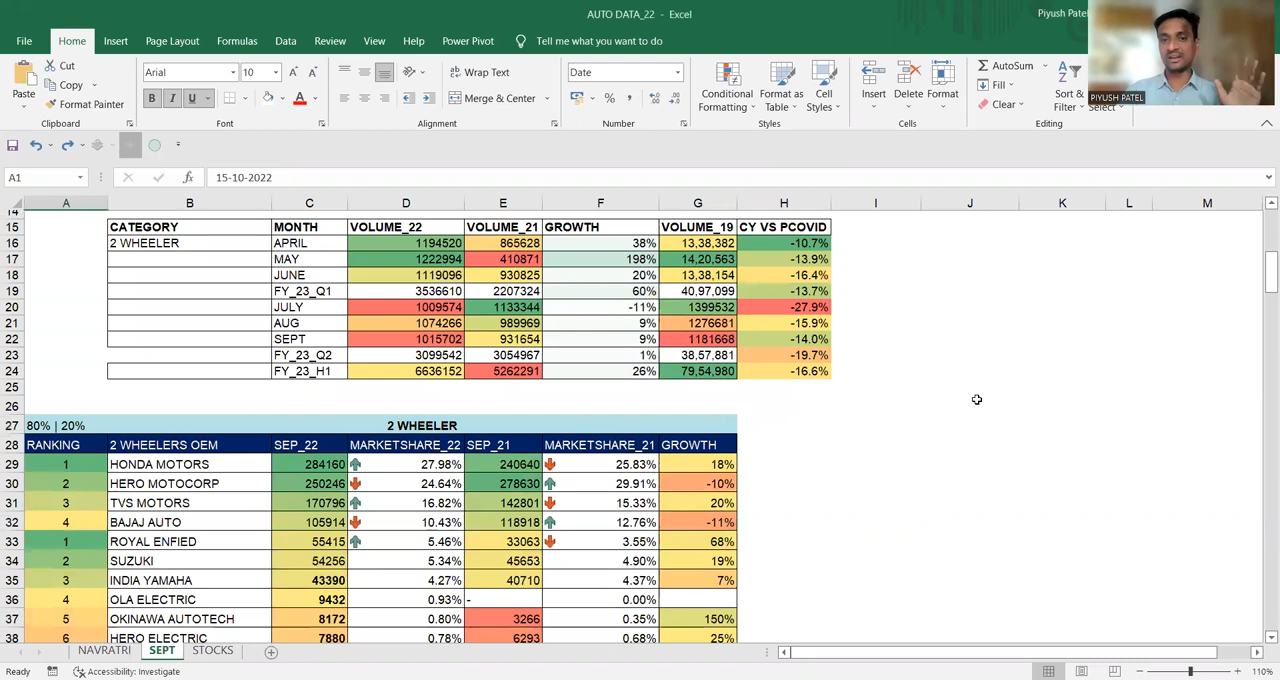 AUTO DATA_22 - Excel
Piyush Patel
File Home Insert Page Layout Formulas Data Review View Help Power Pivot Tell me what you want to do
Cut
Copy
Format Painter
Paste
Clipboard
Arial 10
B I U
Font
Wrap Text
Merge & Center
Alignment
Date
Number
Conditional Formatting
Format as Table
Cell Styles
Styles
Insert Delete Format
Cells
AutoSum
Fill
Clear
Sort & Filter
Select
Editing
PIYUSH PATEL
A1 fx 15-10-2022
A B C D E F G H I J K L M
14
15 CATEGORY MONTH VOLUME_22 VOLUME_21 GROWTH VOLUME_19 CY VS PCOVID
16 2 WHEELER APRIL 1194520 865628 38% 13,38,382 -10.7%
17 MAY 1222994 410871 198% 14,20,563 -13.9%
18 JUNE 1119096 930825 20% 13,38,154 -16.4%
19 FY_23_Q1 3536610 2207324 60% 40,97,099 -13.7%
20 JULY 1009574 1133344 -11% 1399532 -27.9%
21 AUG 1074266 989969 9% 1276681 -15.9%
22 SEPT 1015702 931654 9% 1181668 -14.0%
23 FY_23_Q2 3099542 3054967 1% 38,57,881 -19.7%
24 FY_23_H1 6636152 5262291 26% 79,54,980 -16.6%
25
26
27 80% | 20% 2 WHEELER
28 RANKING 2 WHEELERS OEM SEP_22 MARKETSHARE_22 SEP_21 MARKETSHARE_21 GROWTH
29 1 HONDA MOTORS 284160 27.98% 240640 25.83% 18%
30 2 HERO MOTOCORP 250246 24.64% 278630 29.91% -10%
31 3 TVS MOTORS 170796 16.82% 142801 15.33% 20%
32 4 BAJAJ AUTO 105914 10.43% 118918 12.76% -11%
33 1 ROYAL ENFIED 55415 5.46% 33063 3.55% 68%
34 2 SUZUKI 54256 5.34% 45653 4.90% 19%
35 3 INDIA YAMAHA 43390 4.27% 40710 4.37% 7%
36 4 OLA ELECTRIC 9432 0.93% - 0.00%
37 5 OKINAWA AUTOTECH 8172 0.80% 3266 0.35% 150%
38 6 HERO ELECTRIC 7880 0.78% 6293 0.68% 25%
NAVRATRI SEPT STOCKS
Ready Accessibility: Investigate 110%